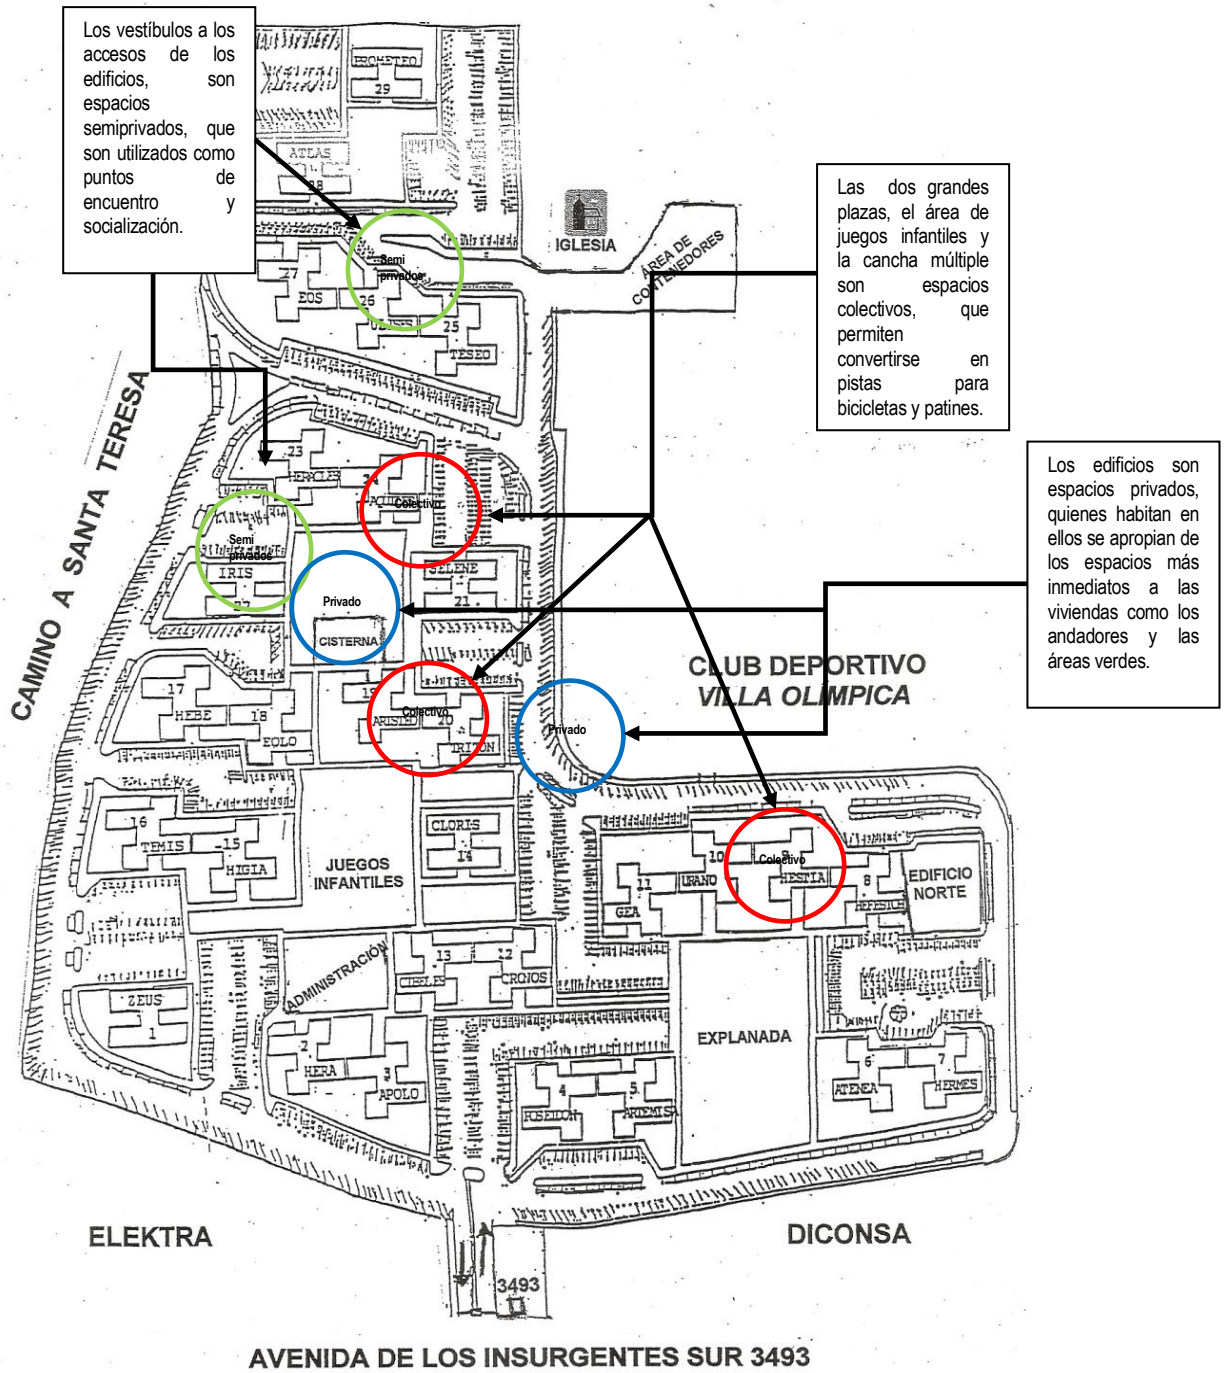 Los vestíbulos a los
accesos de los
edificios, son
espacios
semiprivados, que
son utilizados como
puntos de
encuentro y
socialización.
PROMETEO
29
ATLAS
IGLESIA
ÁREA DE
CONTENEDORES
Las dos grandes
plazas, el área de
juegos infantiles y
la cancha múltiple
son espacios
colectivos, que
permiten
convertirse en
pistas para
bicicletas y patines.
Semi
privados
27
EOS
26
25
TESEO
CAMINO A SANTA TERESA
23
HERACLES
Colectivo
Los edificios son
espacios privados,
quienes habitan en
ellos se apropian de
los espacios más
inmediatos a las
viviendas como los
andadores y las
áreas verdes.
Semi
privados
IRIS
SELENE
21
Privado
CISTERNA
CLUB DEPORTIVO
VILLA OLÍMPICA
17
HEBE
18
EOLO
19
Colectivo
20
TRITON
Privado
16
TEMIS
15
HIGIA
JUEGOS
INFANTILES
CLORIS
14
10
URANO
11
GEA
Colectivo
HESTIA
8
EDIFICIO
NORTE
ADMINISTRACIÓN
13
CIBELES
12
CRONOS
ZEUS
1
2
HERA
APOLO
4
POSEIDON
5
ARTEMISA
EXPLANADA
6
ATENEA
7
HERMES
ELEKTRA
DICONSA
3493
AVENIDA DE LOS INSURGENTES SUR 3493